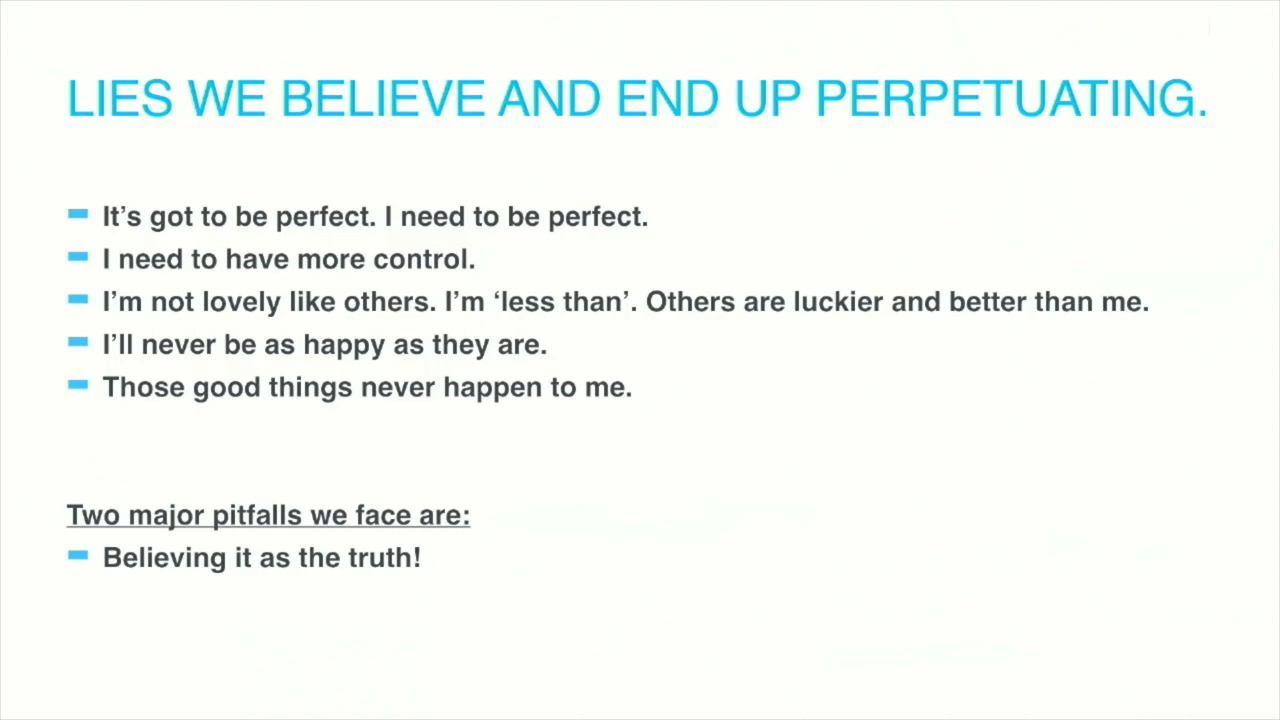 LIES WE BELIEVE AND END UP PERPETUATING.
It’s got to be perfect. I need to be perfect.
I need to have more control.
I’m not lovely like others. I’m ‘less than’. Others are luckier and better than me.
I’ll never be as happy as they are.
Those good things never happen to me.
Two major pitfalls we face are:
Believing it as the truth!